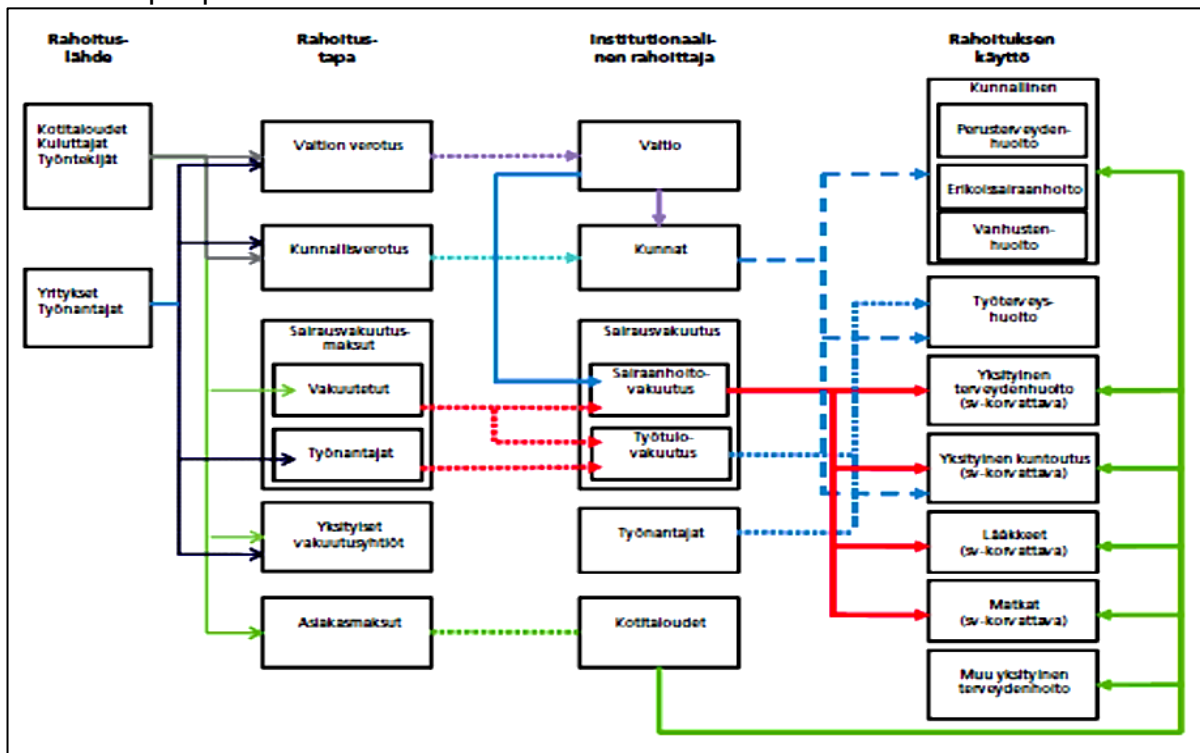 Rahoitus-
lähde
Rahoitus-
tapa
Institutionaali-
nen rahoittaja
Rahoituksen
käyttö
Kotitaloudet
Kuluttajat
Työntekijät
Yritykset
Työnantajat
Valtion verotus
Kunnallisverotus
Sairausvakuutus-
maksut
Vakuutetut
Työnantajat
Yksityiset
vakuutusyhtiöt
Asiakasmaksut
Valtio
Kunnat
Sairausvakuutus
Sairaanhoito-
vakuutus
Työtulo-
vakuutus
Työnantajat
Kotitaloudet
Kunnallinen
Perusterveyden-
huolto
Erikoissairaanhoito
Vanhusten-
huolto
Työterveys-
huolto
Yksityinen
terveydenhuolto
(sv-korvattava)
Yksityinen kuntoutus
(sv-korvattava)
Lääkkeet
(sv-korvattava)
Matkat
(sv-korvattava)
Muu yksityinen
terveydenhoito